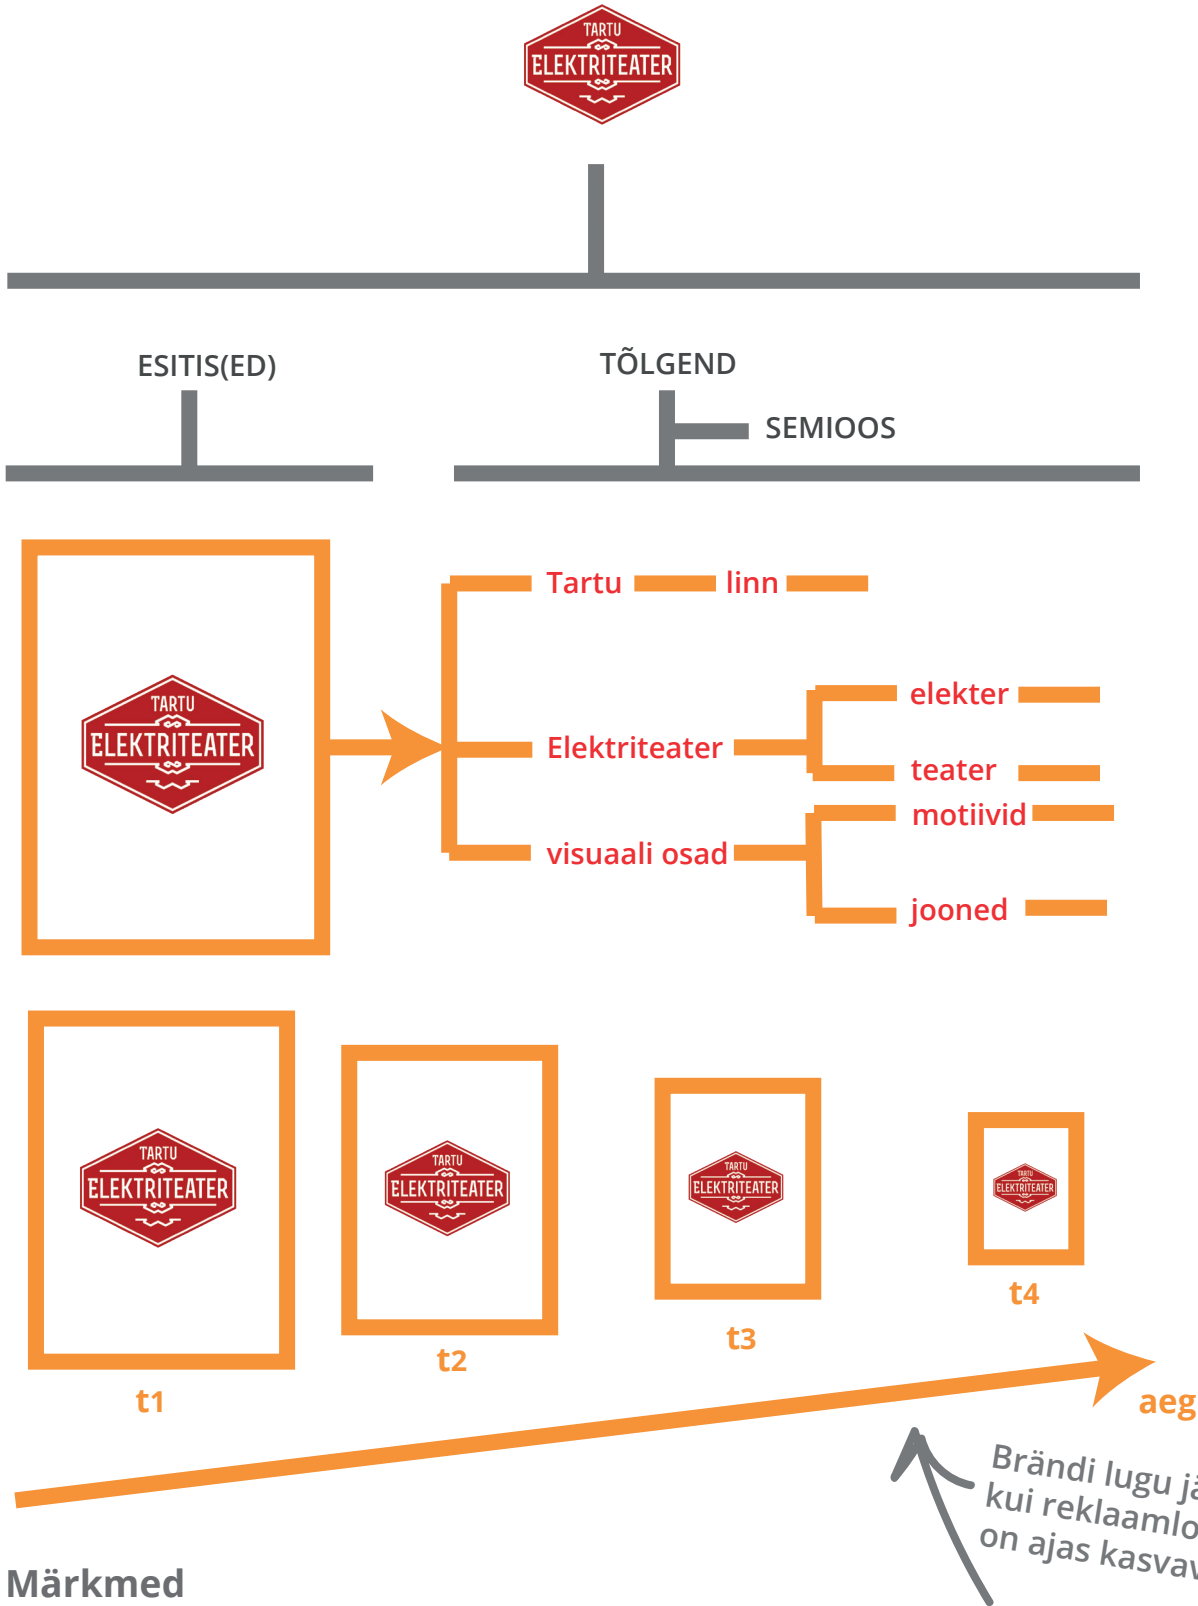 TARTU
ELEKTRITEATER
ESITIS(ED)
TÕLGEND
SEMIOOS
Tartu linn
TARTU
ELEKTRITEATER
Elektriteater
elekter
teater
visuaali osad
motiivid
jooned
TARTU
ELEKTRITEATER
t1
TARTU
ELEKTRITEATER
t2
TARTU
ELEKTRITEATER
t3
TARTU
ELEKTRITEATER
t4
aeg
Brändi lugu
kui
on ajas
Märkmed